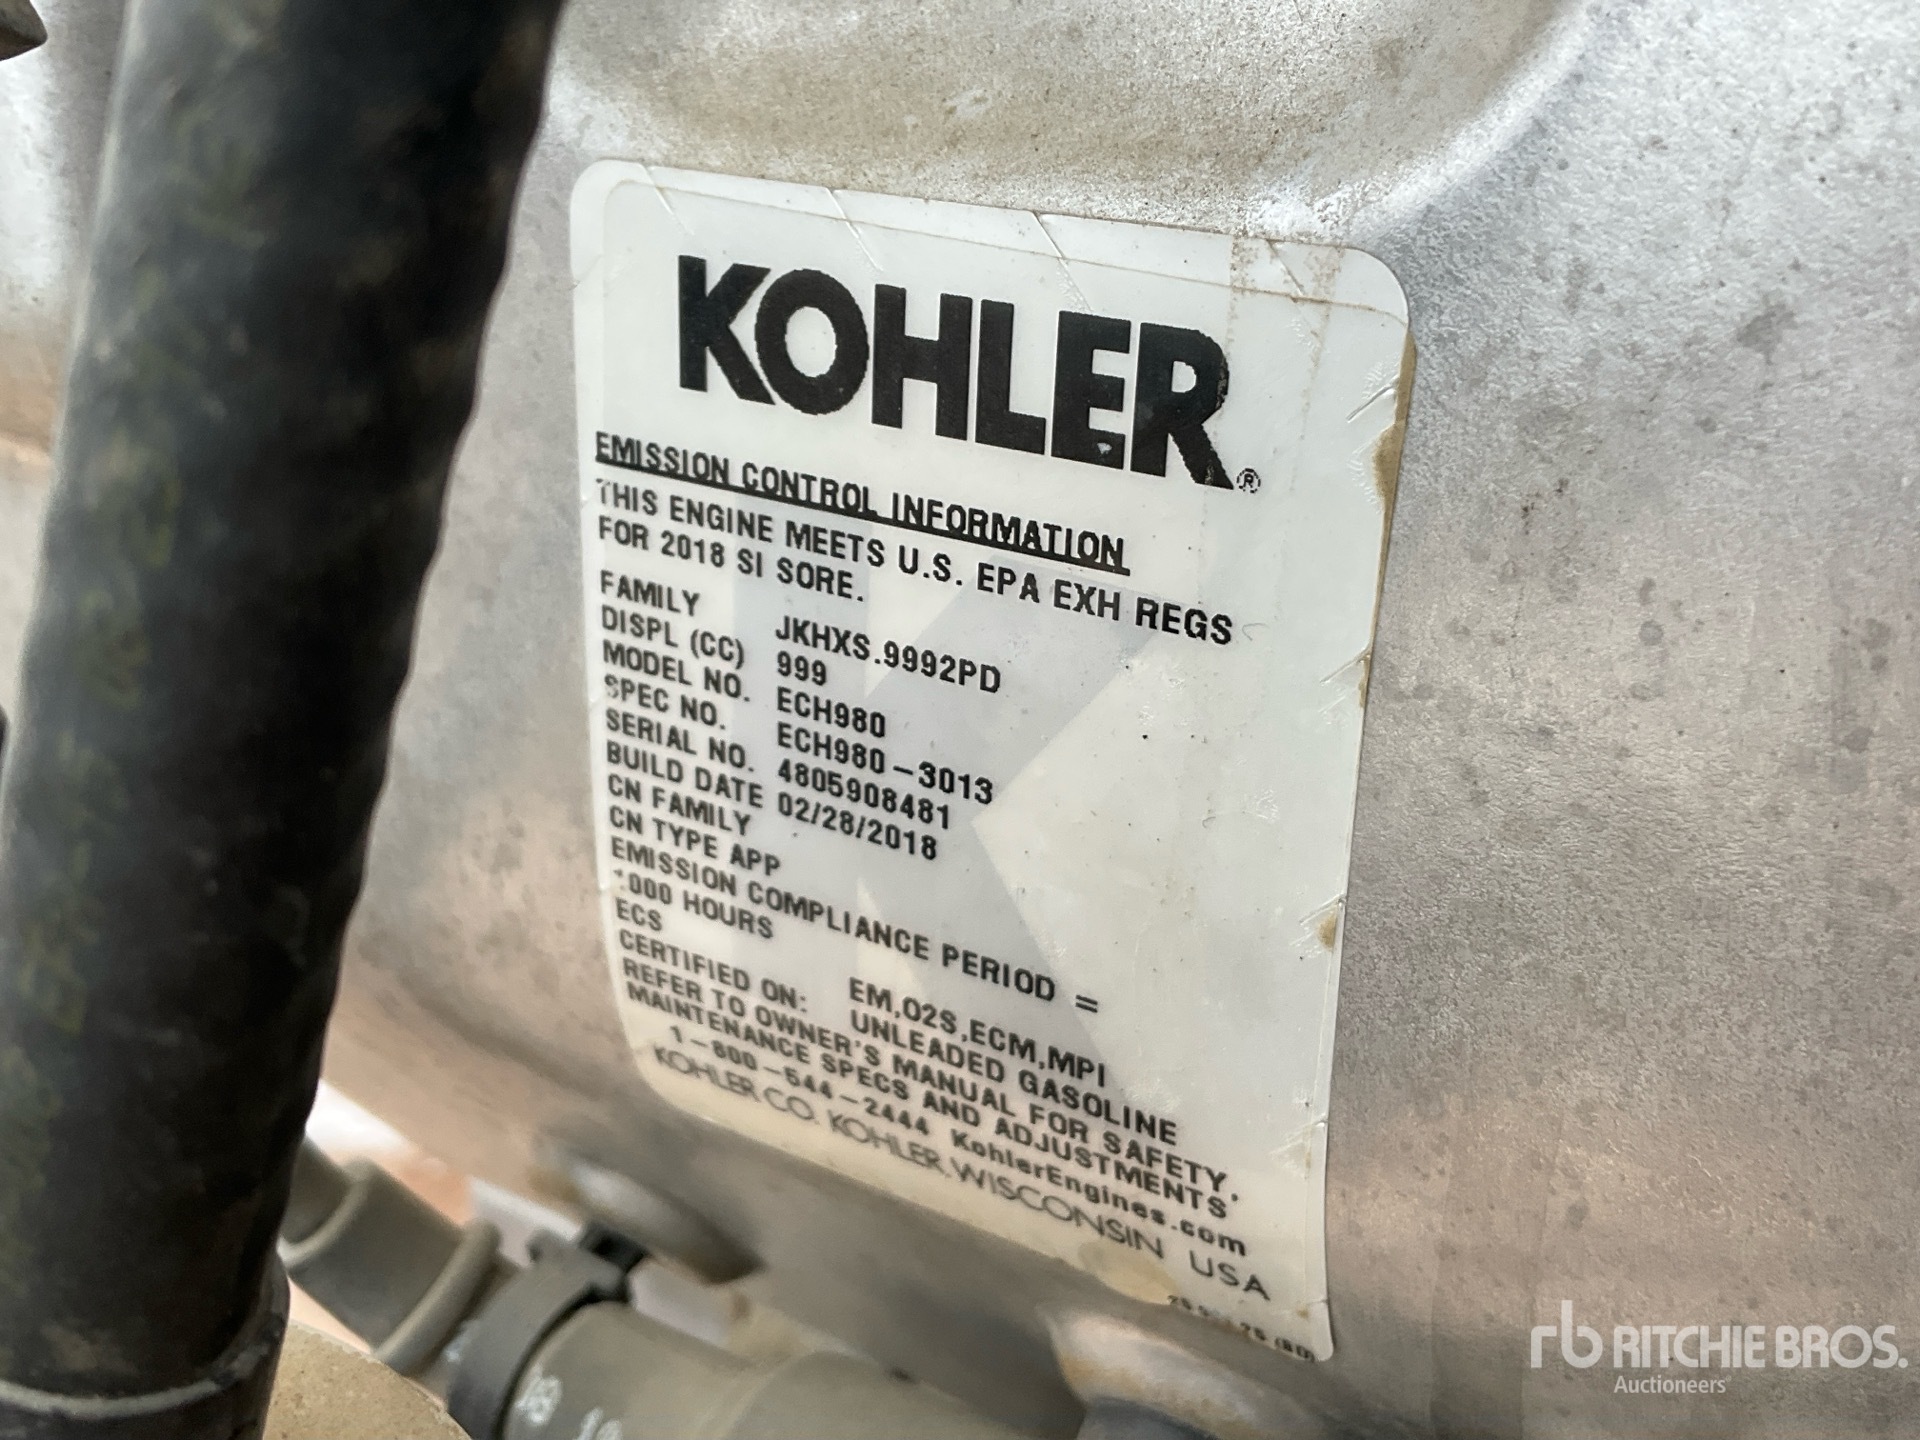 KOHLER®
EMISSION CONTROL INFORMATION
THIS ENGINE MEETS U.S. EPA EXH REGS
FOR 2018 SI SORE.
FAMILY JKHXS.9992PD
DISPL (CC) 999
MODEL NO. ECH980
SPEC NO. ECH980-3013
SERIAL NO. 4805908481
BUILD DATE 02/28/2018
CN FAMILY
CN TYPE APP
EMISSION COMPLIANCE PERIOD =
1000 HOURS
ECS EM,O2S,ECM,MPI
CERTIFIED ON: UNLEADED GASOLINE
REFER TO OWNER'S MANUAL FOR SAFETY,
MAINTENANCE SPECS AND ADJUSTMENTS
1-800-544-2444 KohlerEngines.com
KOHLER CO. KOHLER, WISCONSIN USA
rb RITCHIE BROS.
Auctioneers